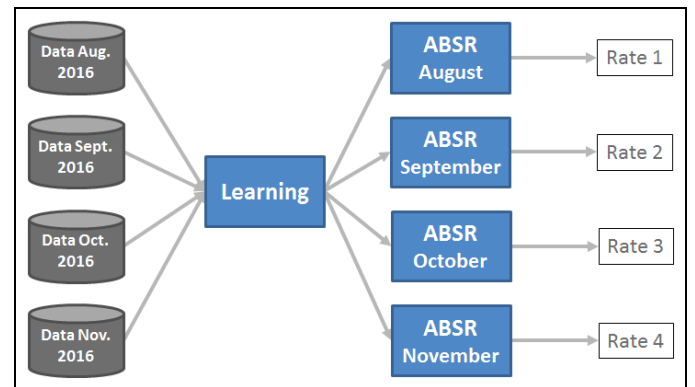 Data Aug.
2016
ABSR
August
Rate 1
Data Sept.
2016
ABSR
September
Rate 2
Learning
Data Oct.
2016
ABSR
October
Rate 3
Data Nov.
2016
ABSR
November
Rate 4